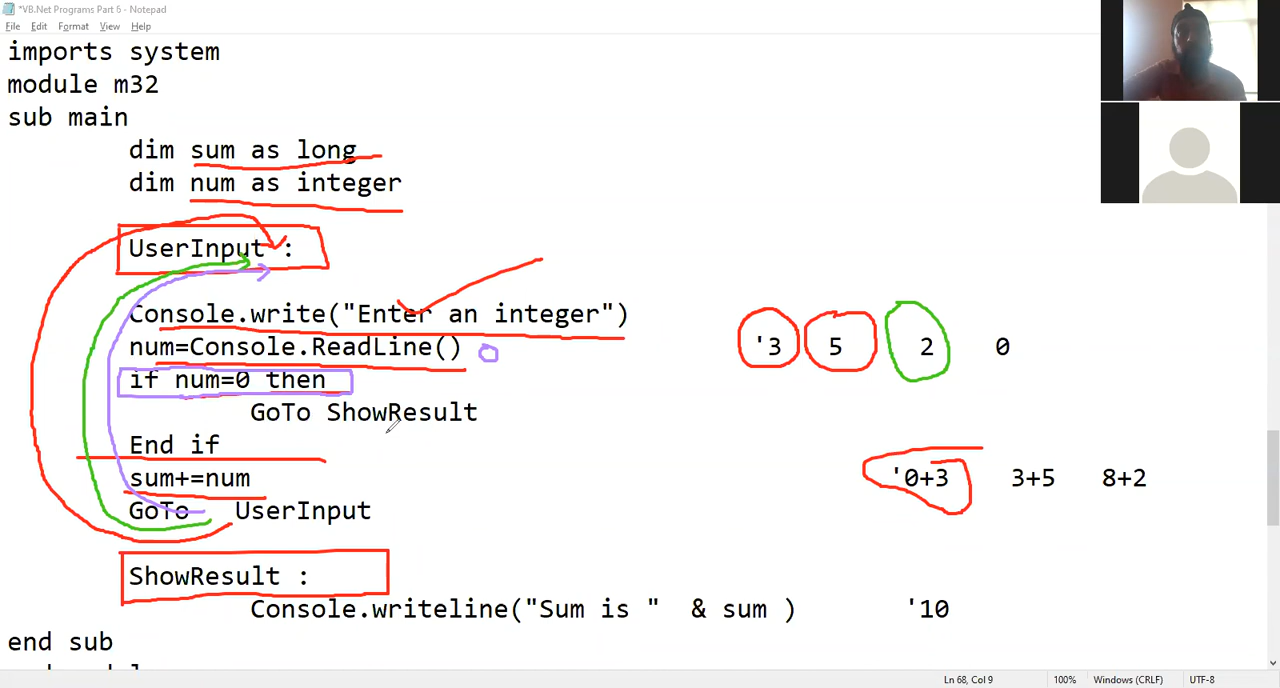 *VB.Net Programs Part 6 - Notepad
File Edit Format View Help
imports system
module m32
sub main
dim sum as long
dim num as integer
UserInput :
Console.write("Enter an integer")
num=Console.ReadLine() '3 5 2 0
if num=0 then
GoTo ShowResult
End if
sum+=num '0+3 3+5 8+2
GoTo UserInput
ShowResult :
Console.writeline("Sum is " & sum ) '10
end sub
Ln 68, Col 9 100% Windows (CRLF) UTF-8